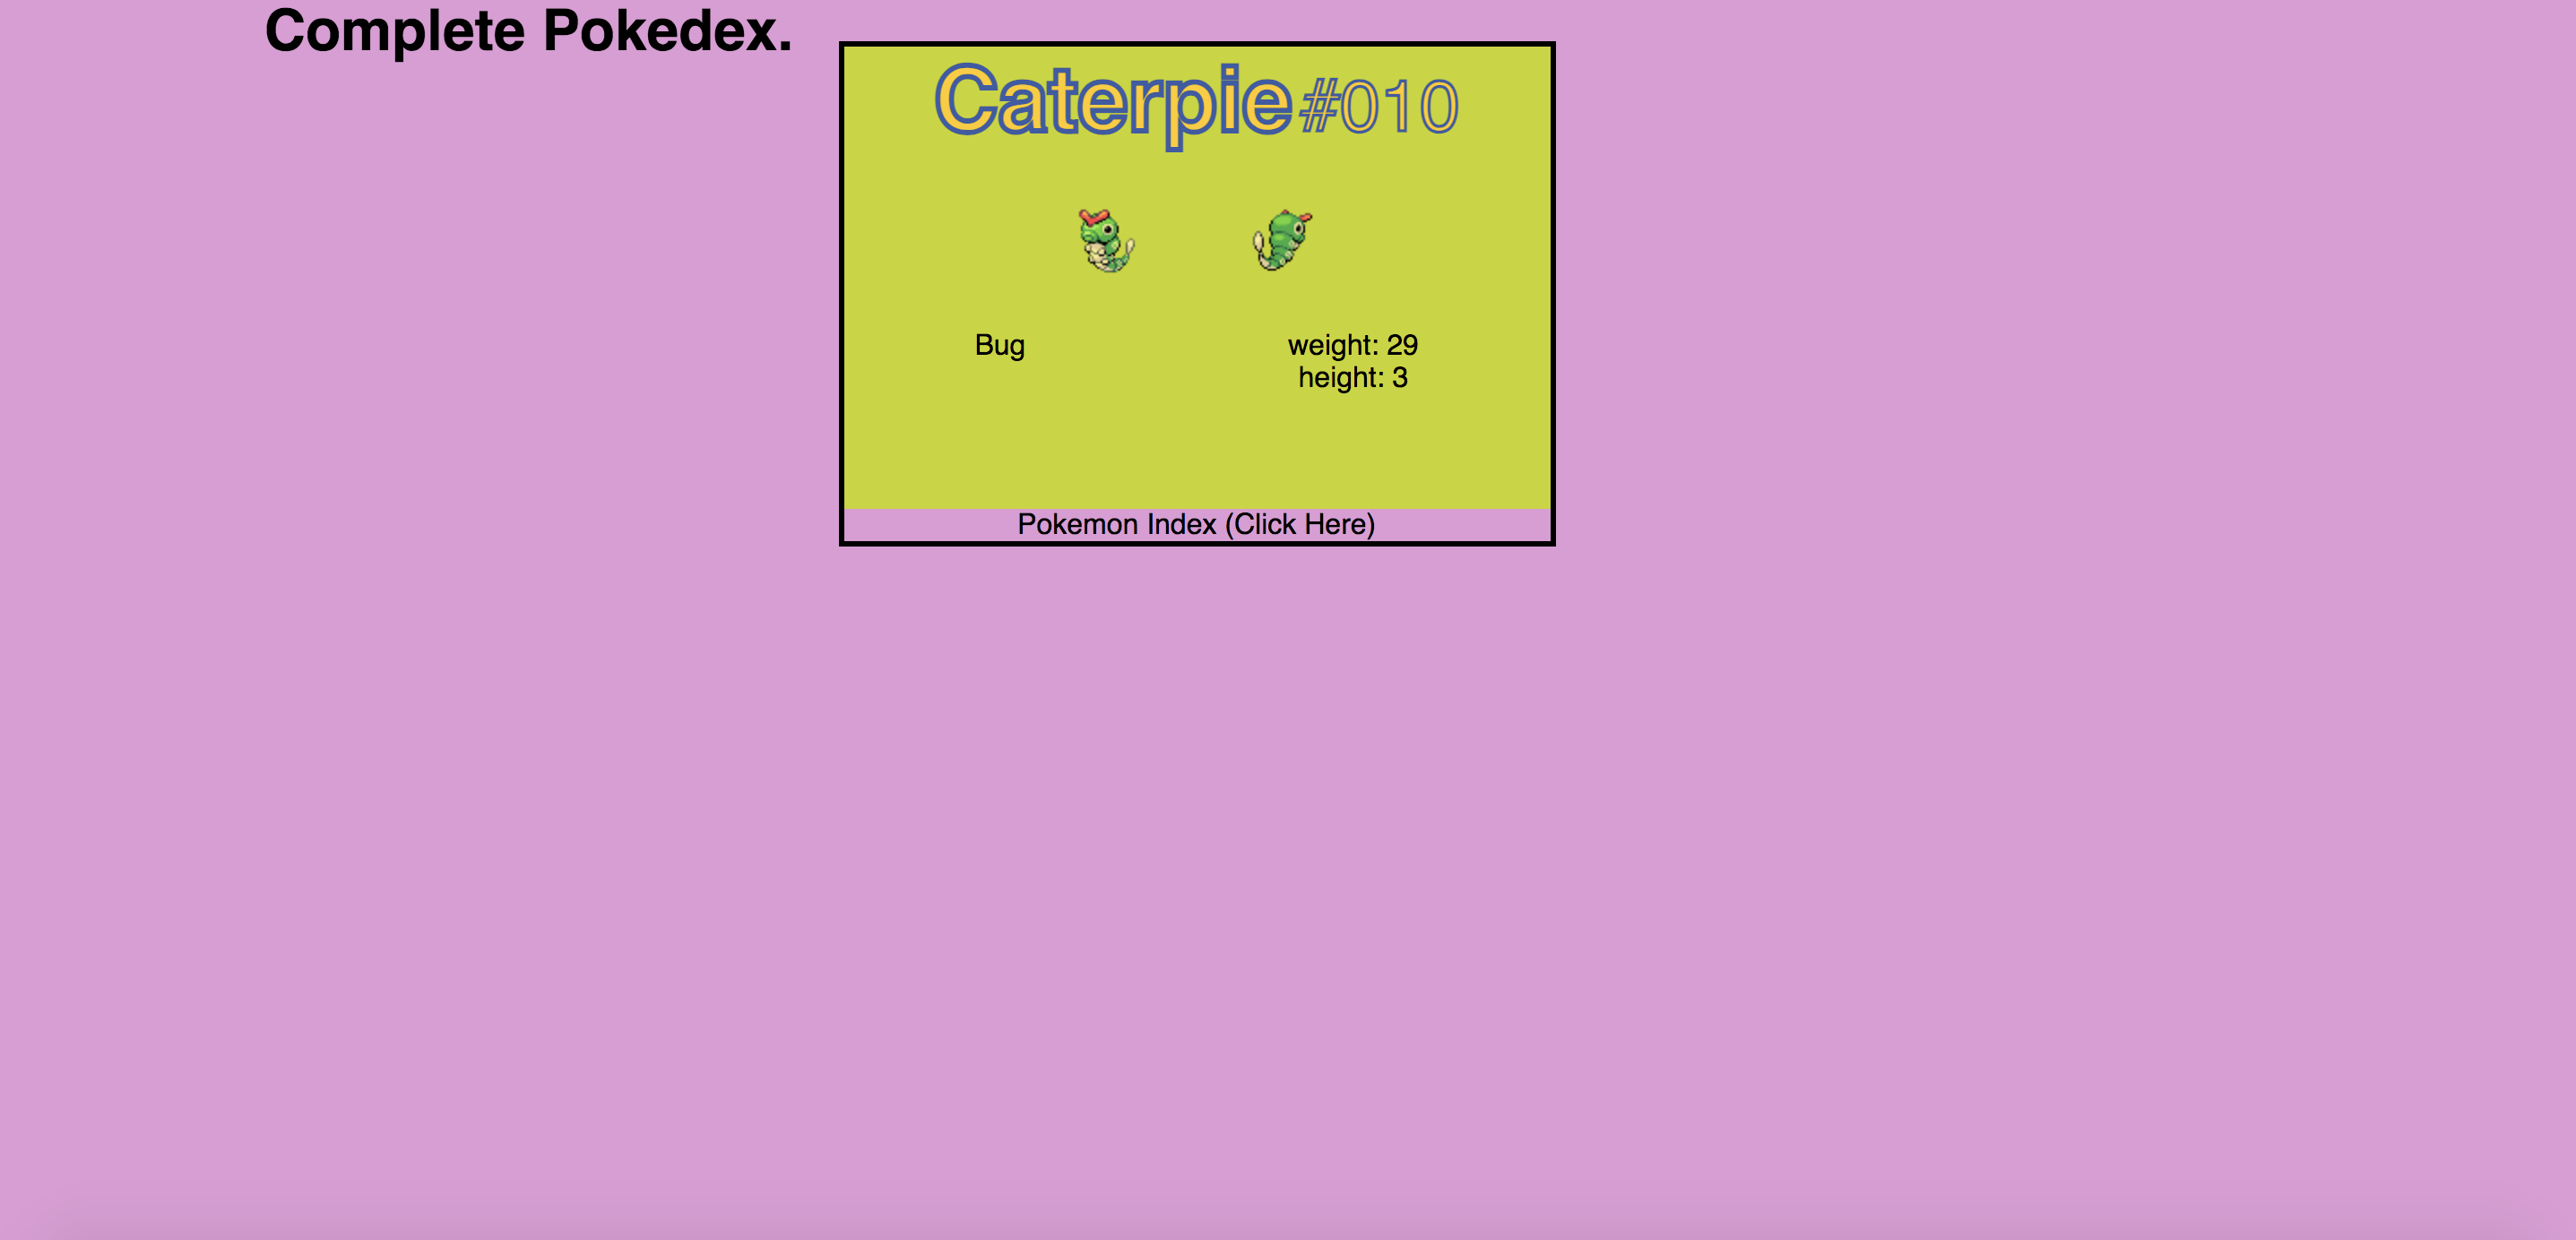 Complete Pokedex.
Caterpie #010
Bug
weight: 29
height: 3
Pokemon Index (Click Here)